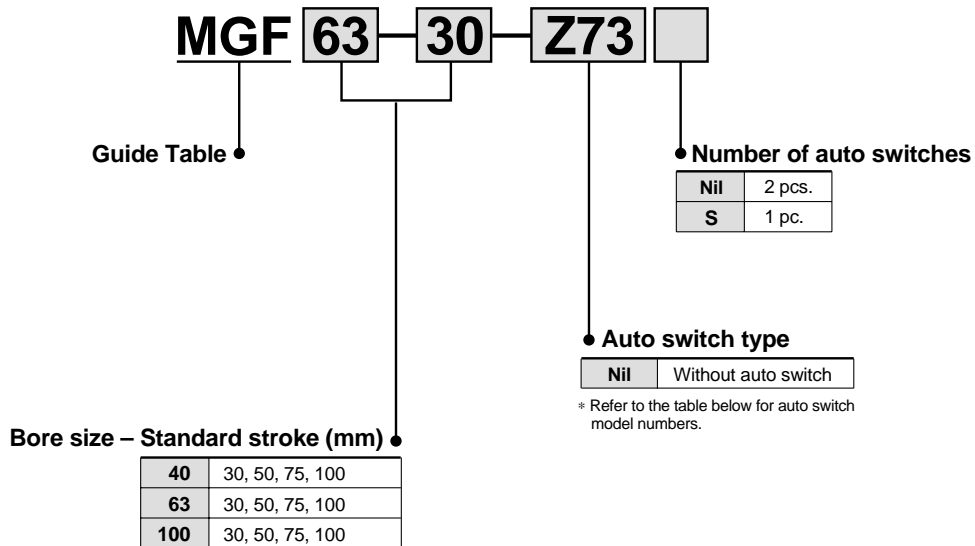 MGF 63 — 30 — Z73
Guide Table
Number of auto switches
Nil 2 pcs.
S 1 pc.
Auto switch type
Nil Without auto switch
* Refer to the table below for auto switch
model numbers.
Bore size – Standard stroke (mm)
40 30, 50, 75, 100
63 30, 50, 75, 100
100 30, 50, 75, 100